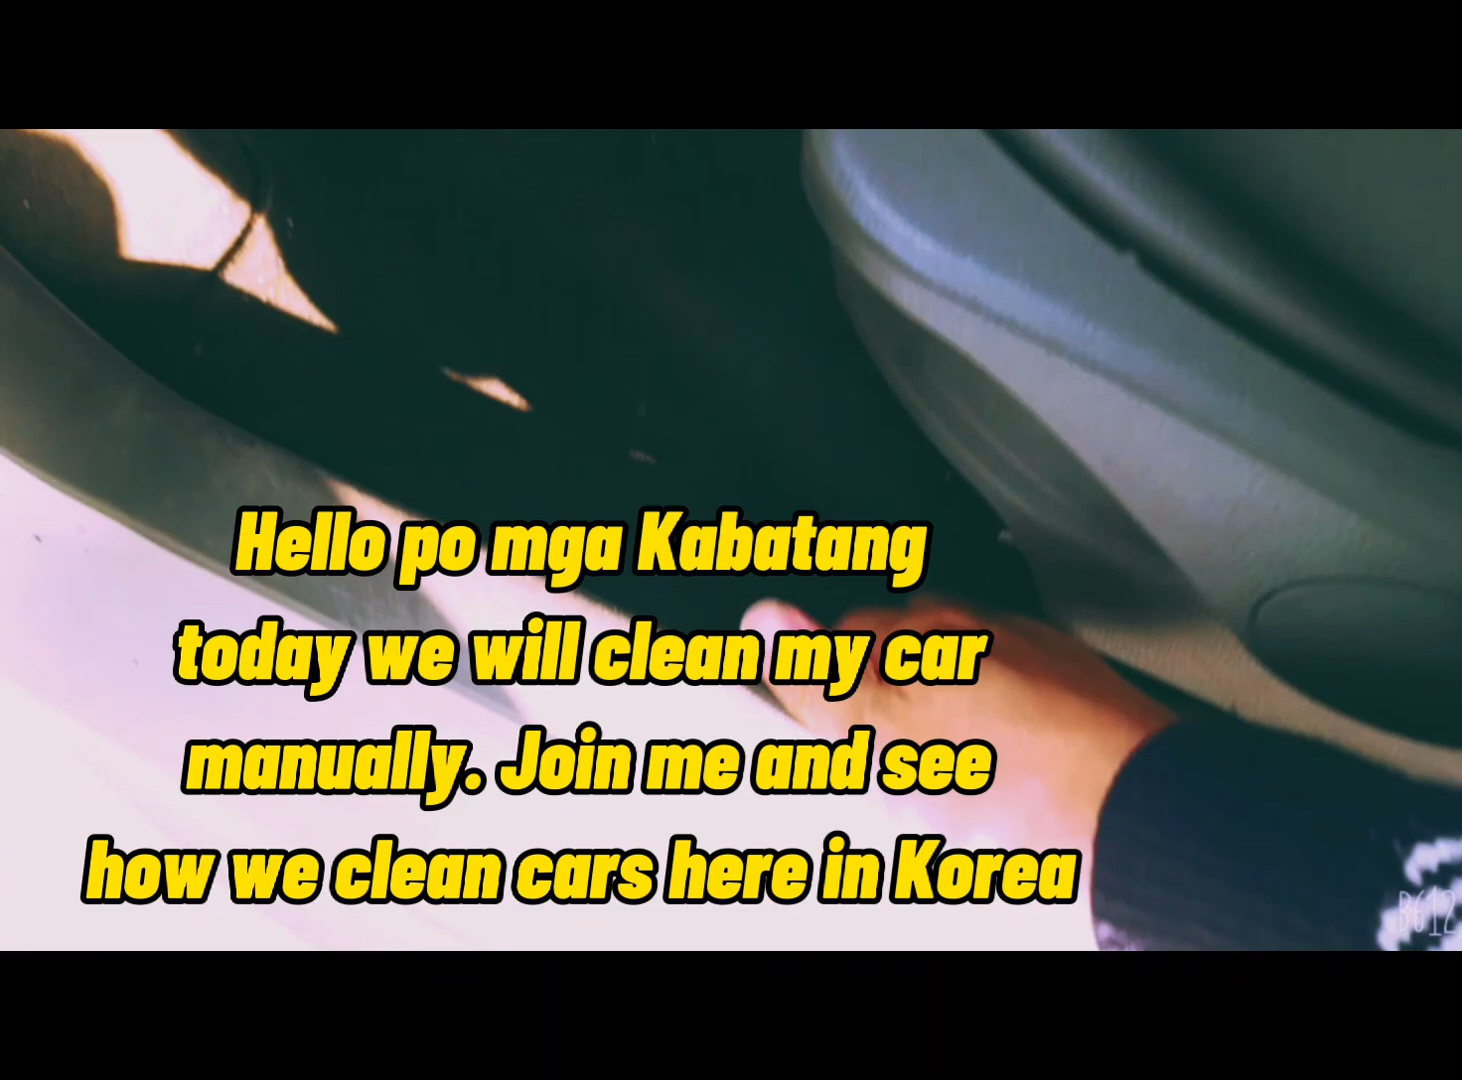 Hello po mga Kabatang
today we will clean my car
manually. Join me and see
how we clean cars here in Korea
B612